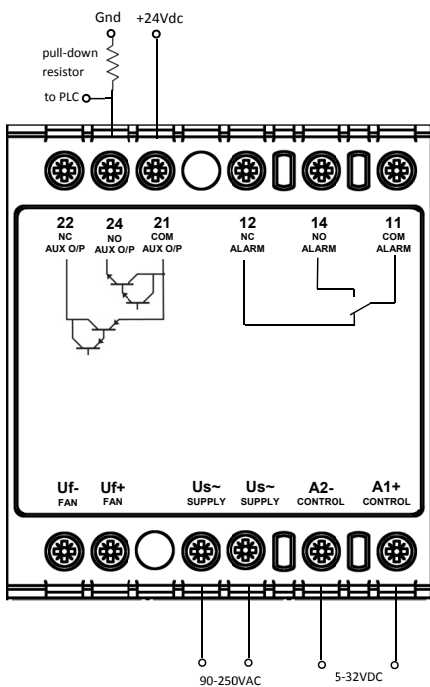 Gnd +24Vdc
pull-down
resistor
to PLC
22 24 21 12 14 11
NC NO COM NC NO COM
AUX O/P AUX O/P AUX O/P ALARM ALARM ALARM
Uf- Uf+ Us~ Us~ A2- A1+
FAN FAN SUPPLY SUPPLY CONTROL CONTROL
90-250VAC 5-32VDC